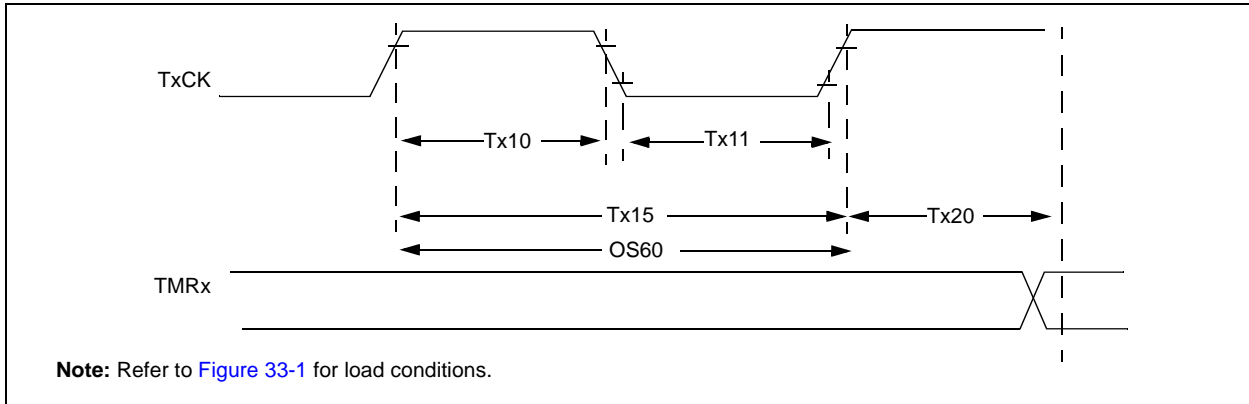 TxCK
Tx10
Tx11
Tx15
Tx20
OS60
TMRx
Note: Refer to Figure 33-1 for load conditions.